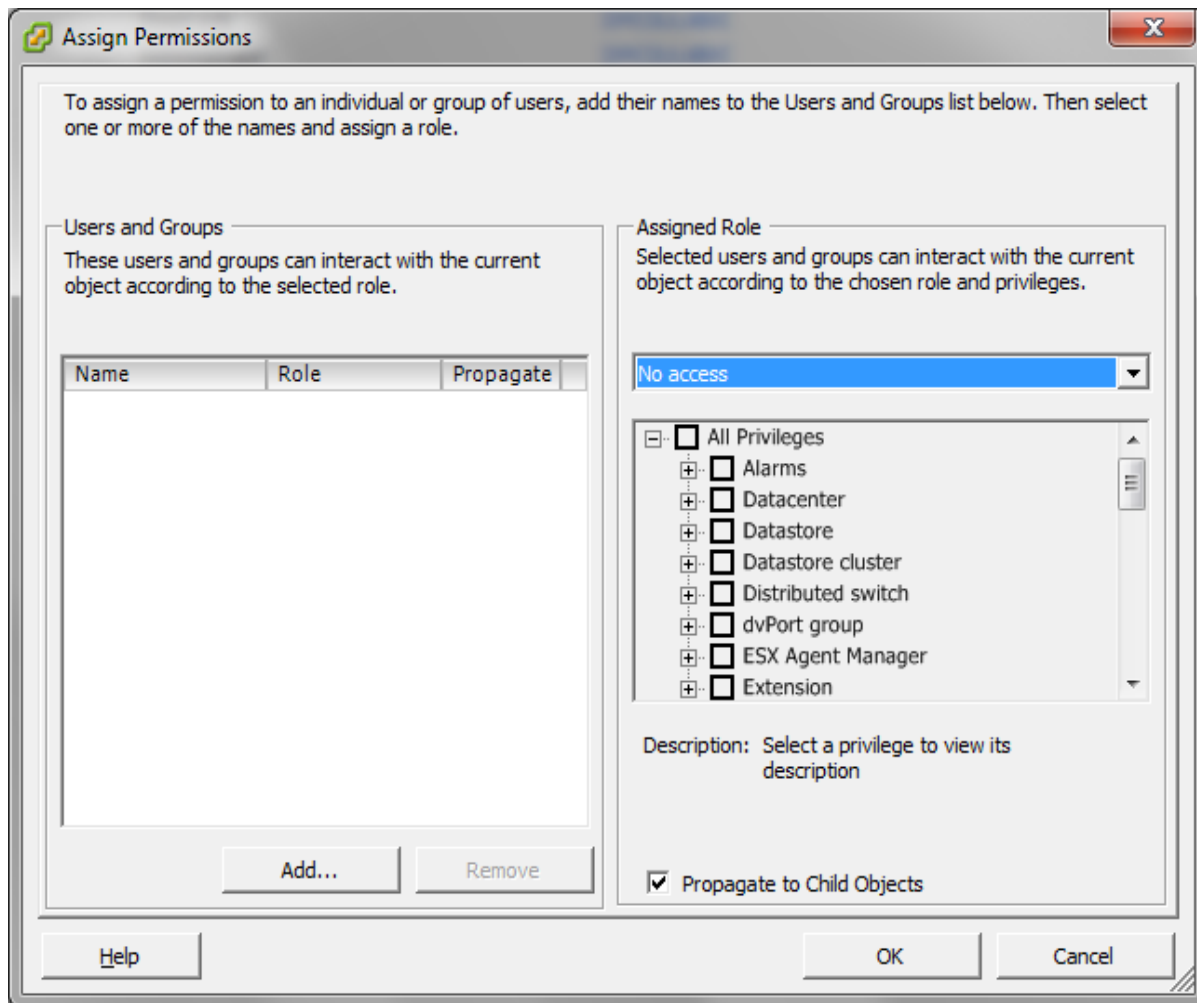 Assign Permissions
To assign a permission to an individual or group of users, add their names to the Users and Groups list below. Then select
one or more of the names and assign a role.
Users and Groups
These users and groups can interact with the current
object according to the selected role.
Name Role Propagate
Add...
Remove
Assigned Role
Selected users and groups can interact with the current
object according to the chosen role and privileges.
No access
All Privileges
Alarms
Datacenter
Datastore
Datastore cluster
Distributed switch
dvPort group
ESX Agent Manager
Extension
Description: Select a privilege to view its
description
Propagate to Child Objects
Help
OK
Cancel